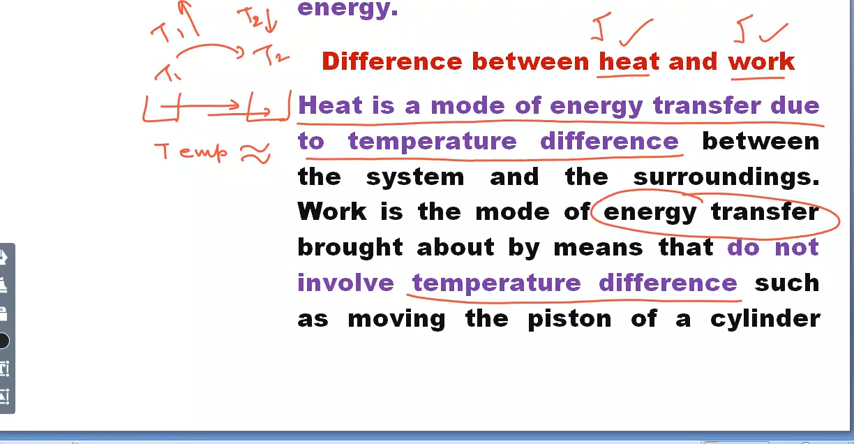 energy.
T₁ T₂
J J
T₁ T₂
Difference between heat and work
Heat is a mode of energy transfer due
to temperature difference between
Temp ≈
the system and the surroundings.
Work is the mode of energy transfer
brought about by means that do not
involve temperature difference such
as moving the piston of a cylinder